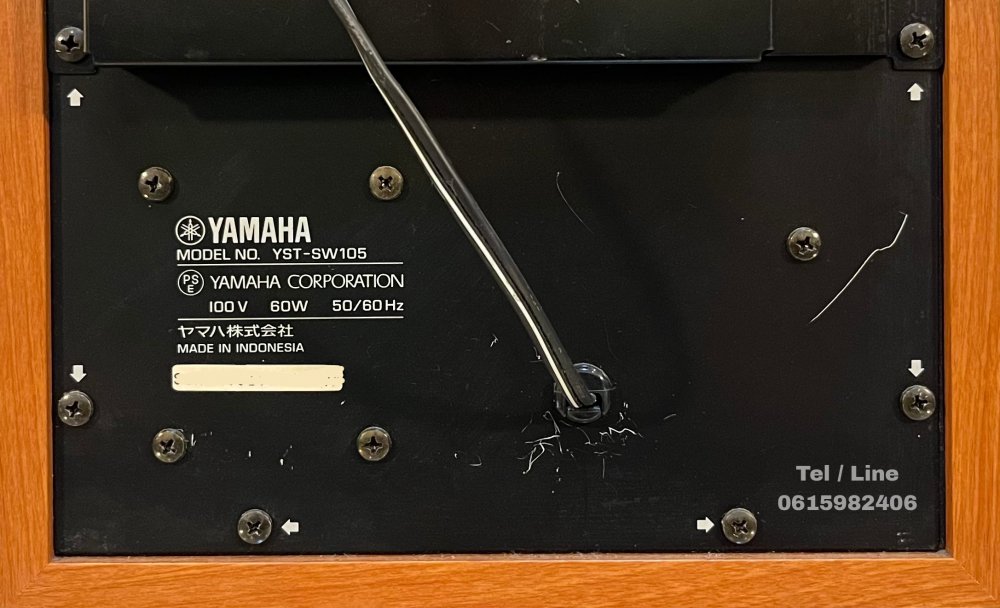 YAMAHA
MODEL NO. YST-SW105
PSE YAMAHA CORPORATION
100V 60W 50/60Hz
ヤマハ株式会社
MADE IN INDONESIA
Tel / Line
0615982406